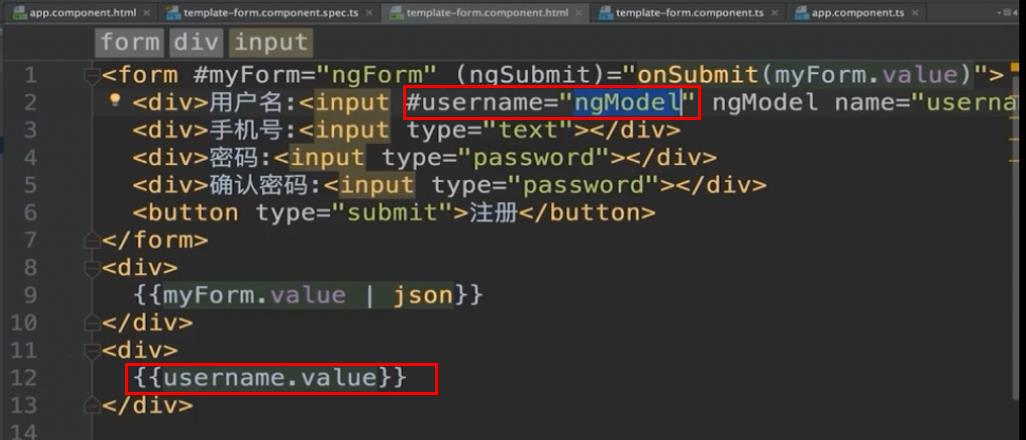 app.component.html × template-form.component.spec.ts × template-form.component.html × template-form.component.ts × app.component.ts ×
form div input
1 <form #myForm="ngForm" (ngSubmit)="onSubmit(myForm.value)">
2 <div>用户名:<input #username="ngModel" ngModel name="userna
3 <div>手机号:<input type="text"></div>
4 <div>密码:<input type="password"></div>
5 <div>确认密码:<input type="password"></div>
6 <button type="submit">注册</button>
7 </form>
8 <div>
9 {{myForm.value | json}}
10 </div>
11 <div>
12 {{username.value}}
13 </div>
14